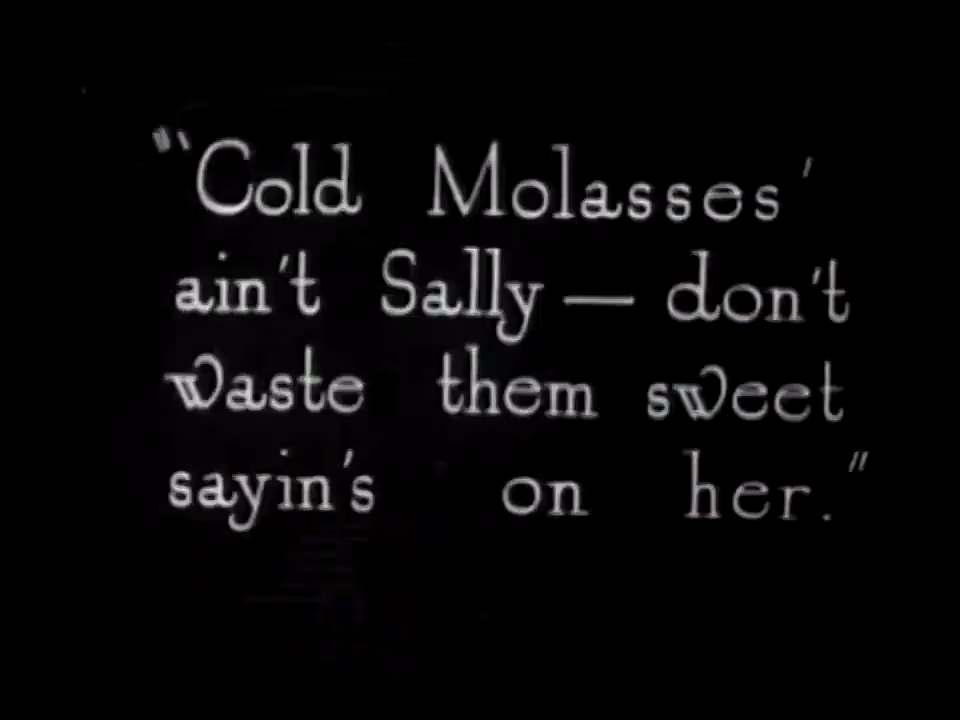 "'Cold Molasses'
ain't Sally — don't
waste them sweet
sayin's on her."